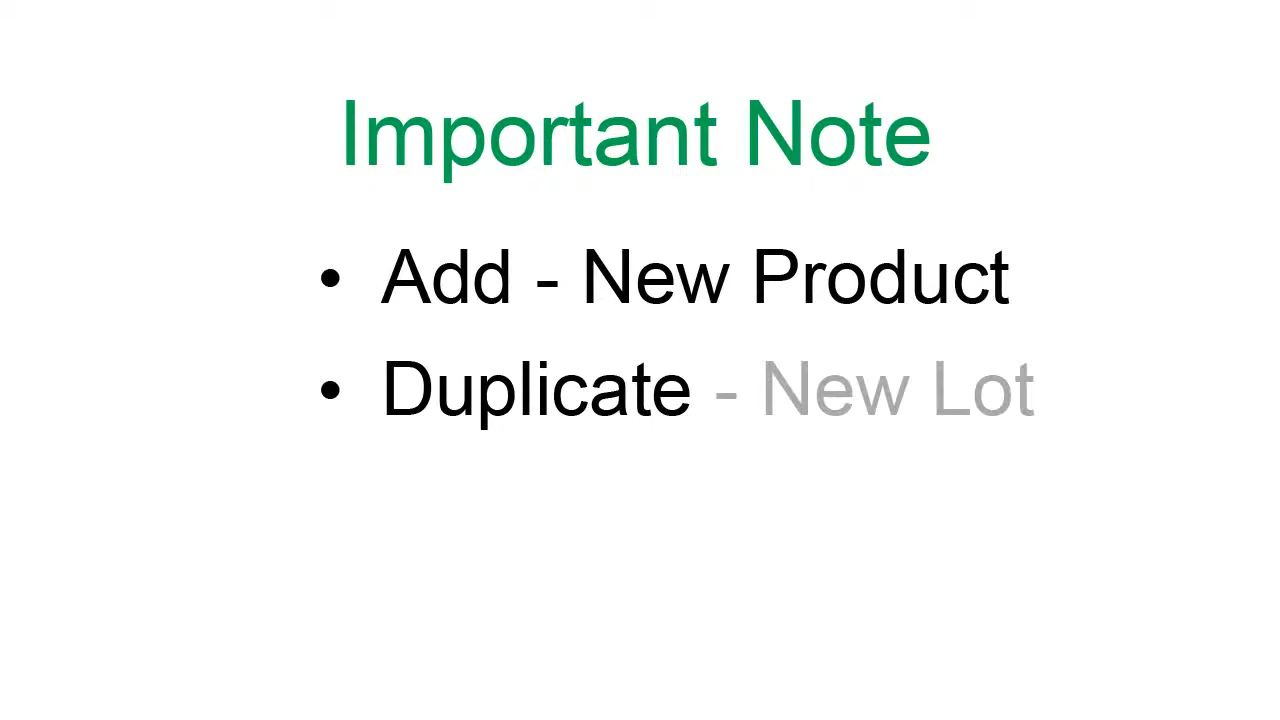 Important Note
• Add - New Product
• Duplicate - New Lot